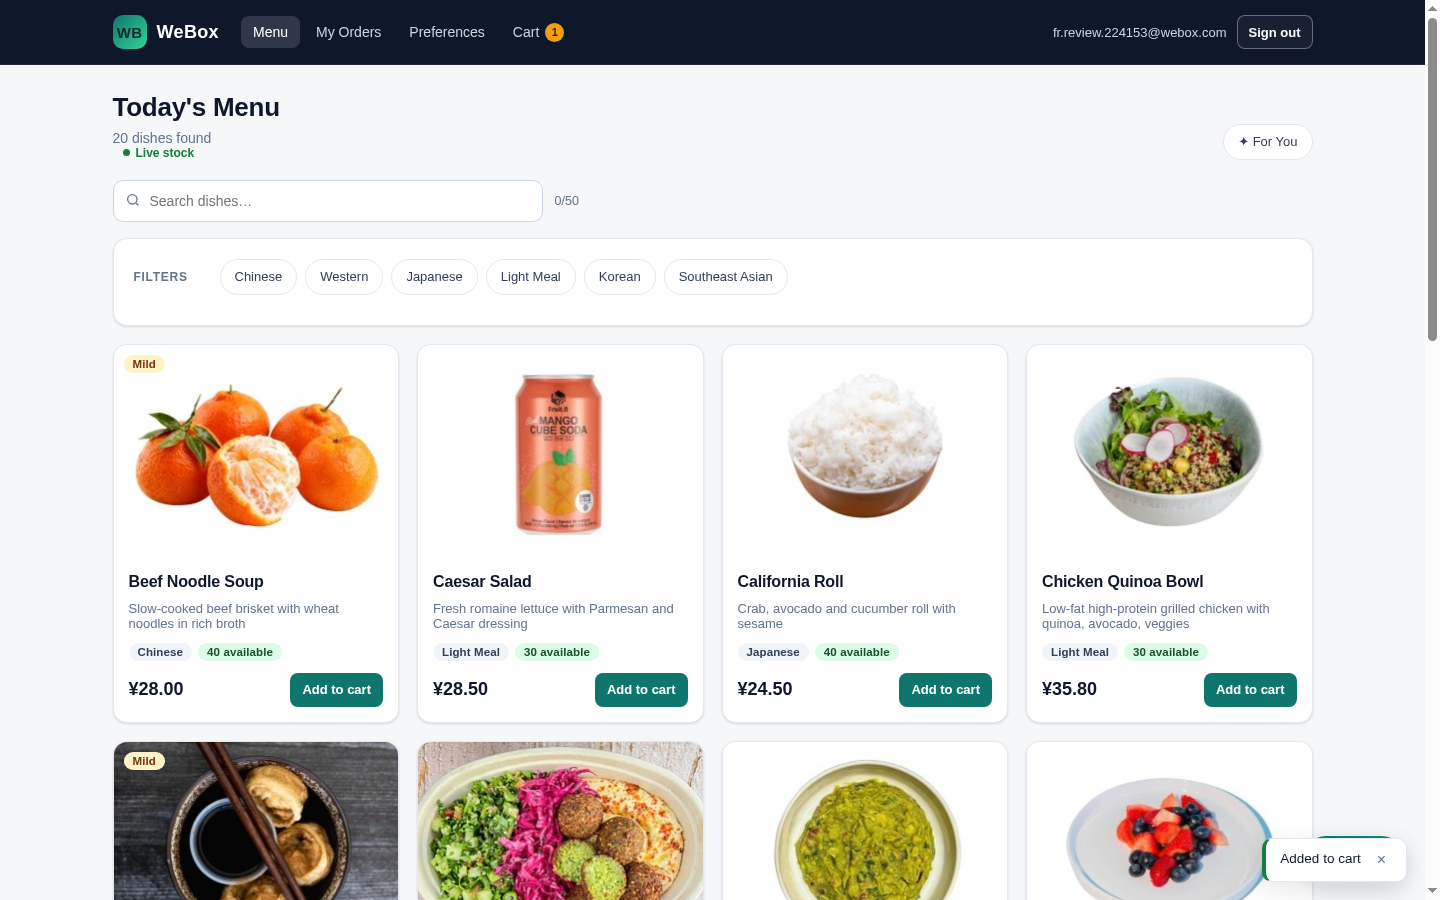 WB WeBox Menu My Orders Preferences Cart 1 fr.review.224153@webox.com Sign out
Today's Menu
20 dishes found
Live stock
✦ For You
Search dishes… 0/50
FILTERS Chinese Western Japanese Light Meal Korean Southeast Asian
Mild
FruitLB
MANGO
CUBE SODA
Beef Noodle Soup
Slow-cooked beef brisket with wheat
noodles in rich broth
Chinese 40 available
¥28.00 Add to cart
Caesar Salad
Fresh romaine lettuce with Parmesan and
Caesar dressing
Light Meal 30 available
¥28.50 Add to cart
California Roll
Crab, avocado and cucumber roll with
sesame
Japanese 40 available
¥24.50 Add to cart
Chicken Quinoa Bowl
Low-fat high-protein grilled chicken with
quinoa, avocado, veggies
Light Meal 30 available
¥35.80 Add to cart
Mild
Added to cart ×